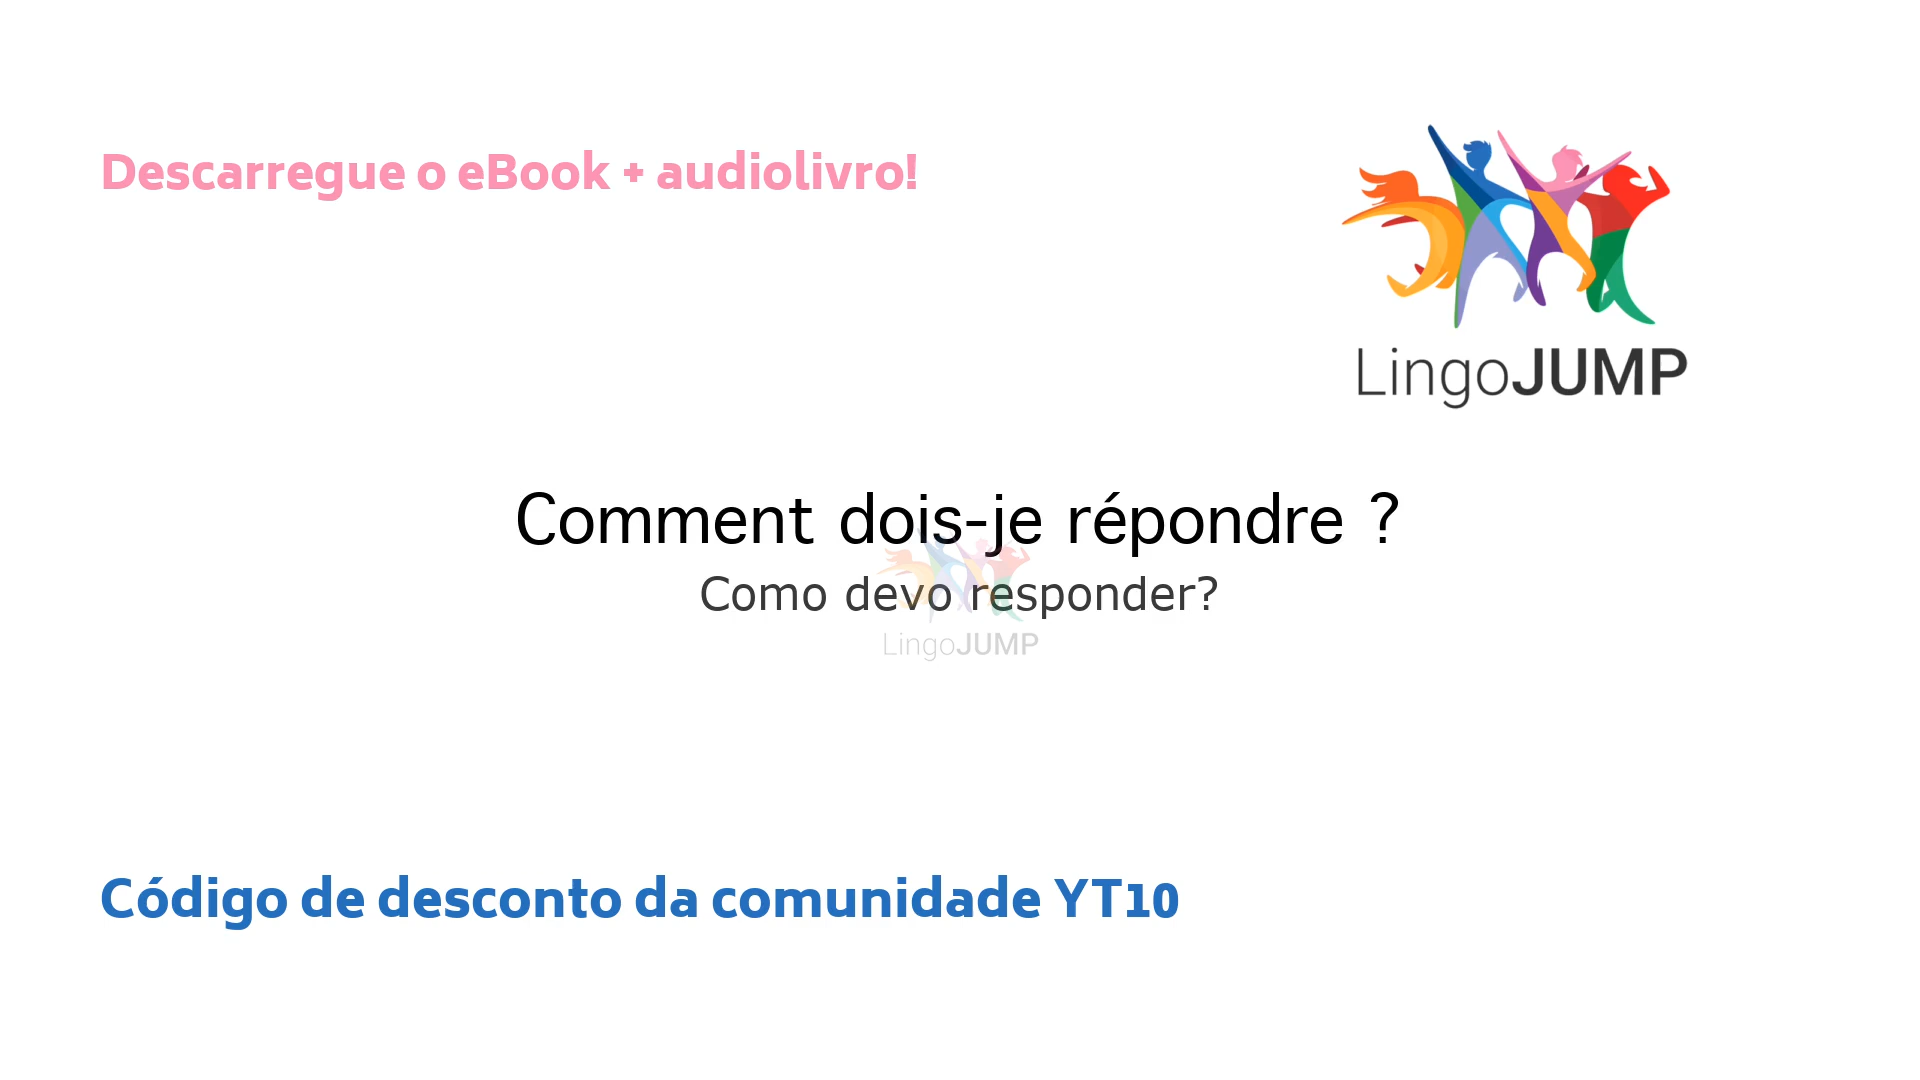 Descarregue o eBook + audiolivro!
LingoJUMP
Comment dois-je répondre ?
Como devo responder?
LingoJUMP
Código de desconto da comunidade YT10